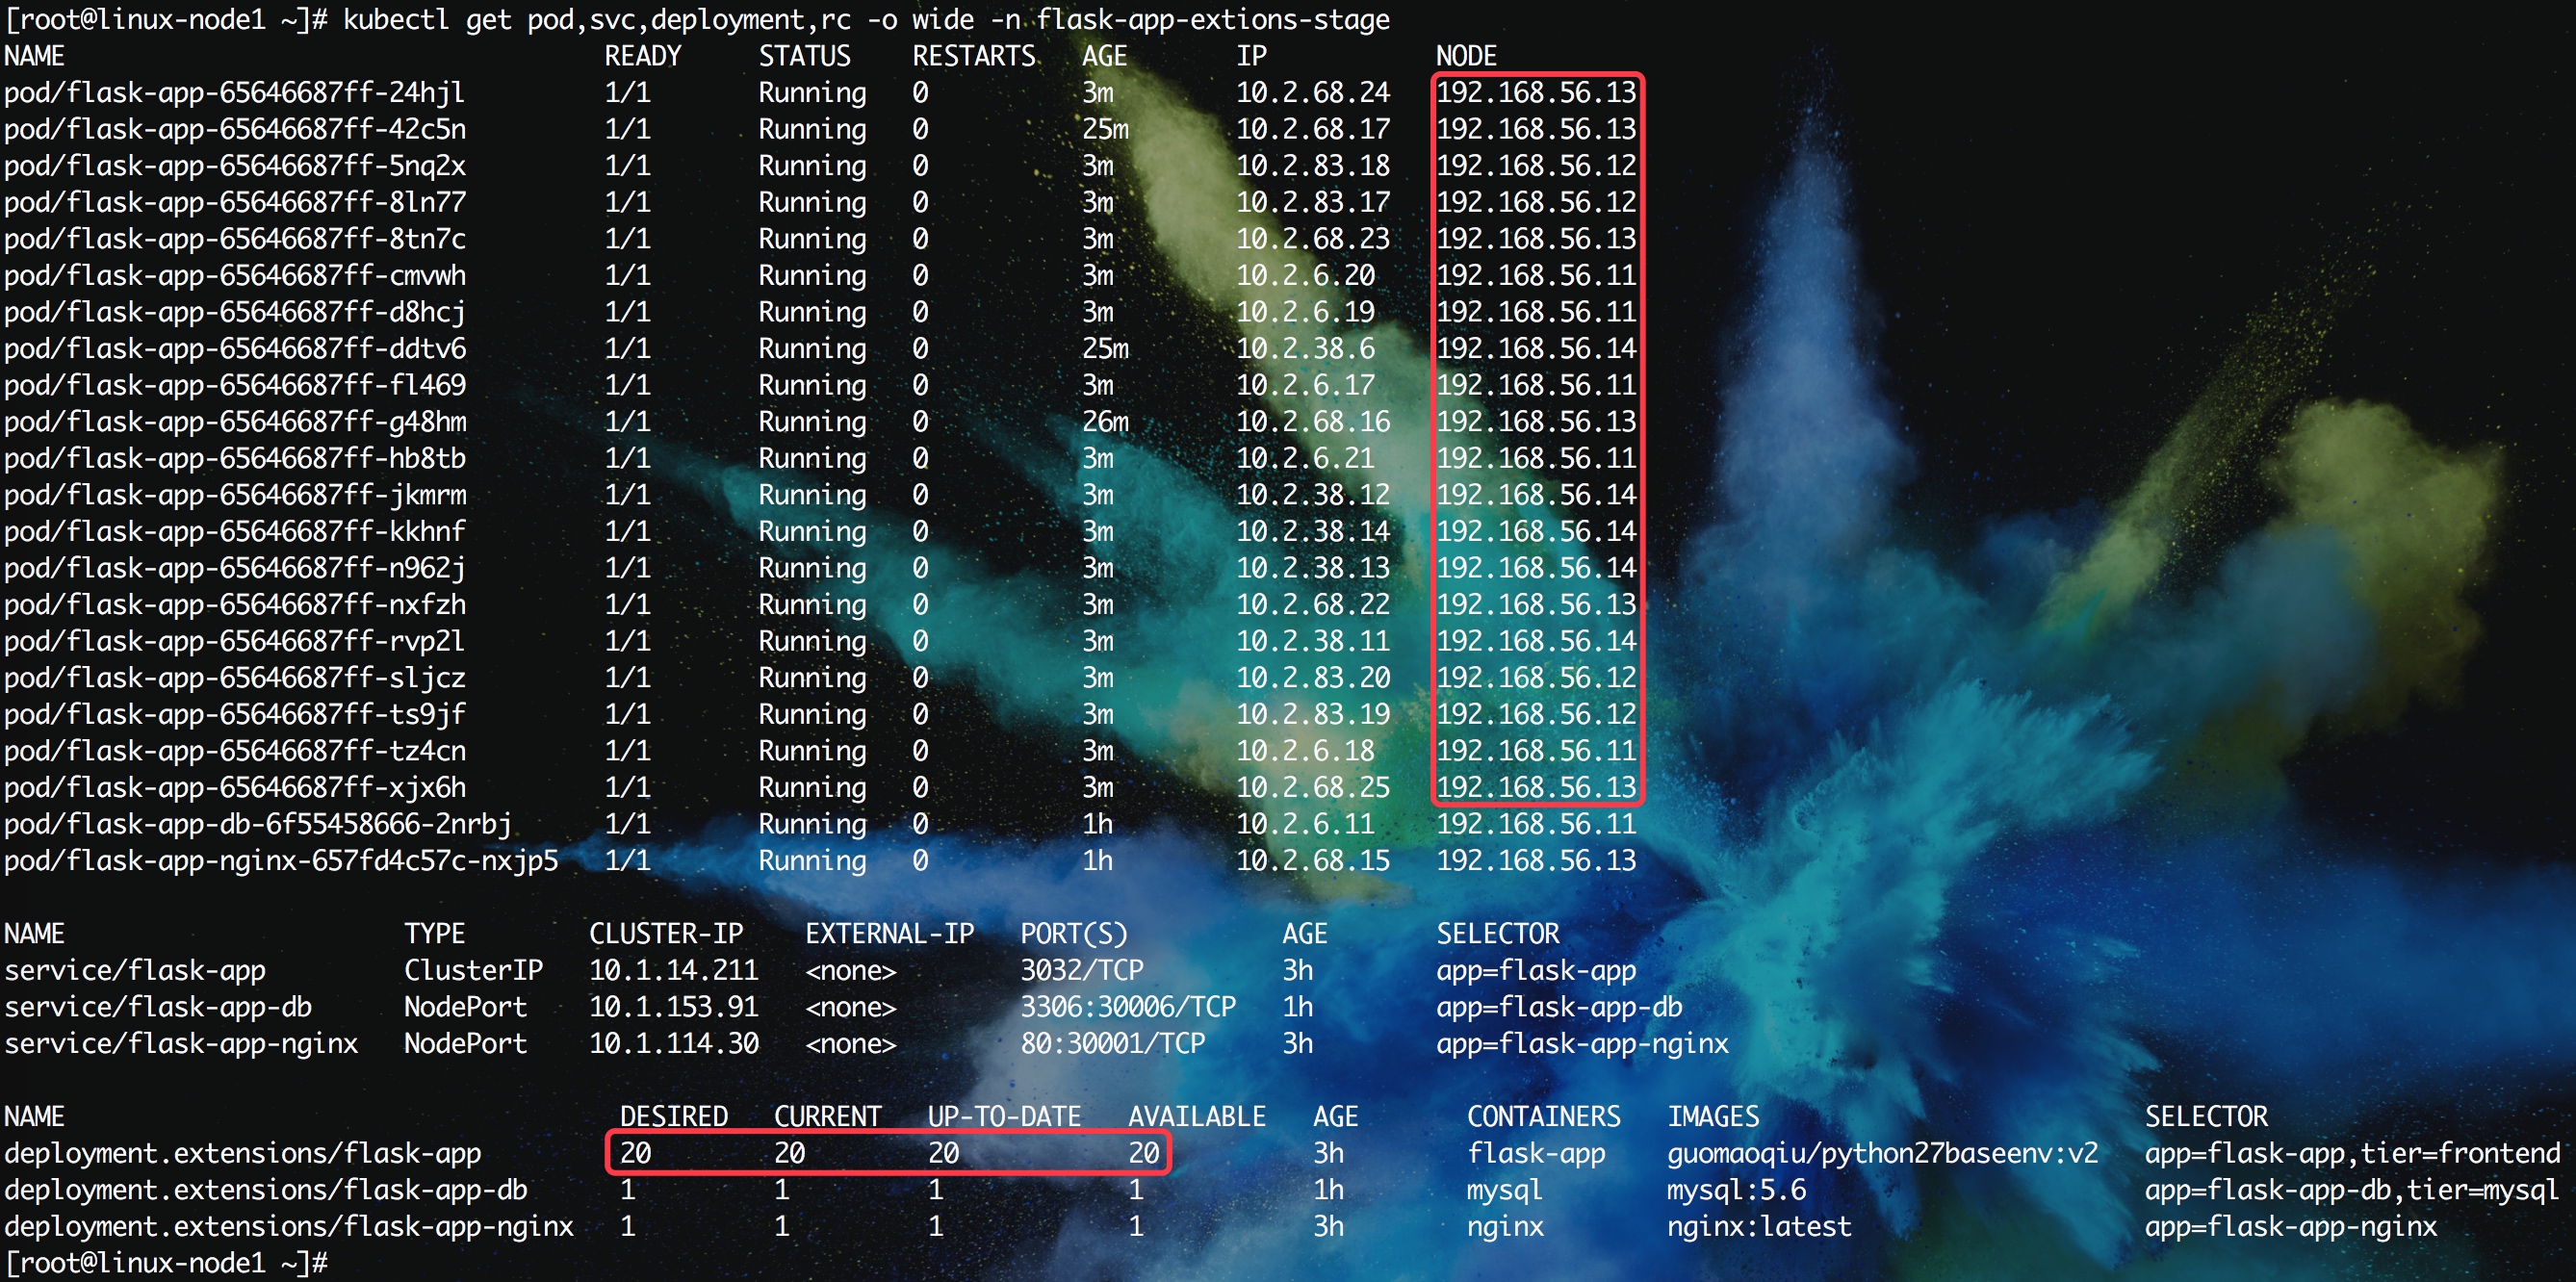 [root@linux-node1 ~]# kubectl get pod,svc,deployment,rc -o wide -n flask-app-extions-stage
NAME READY STATUS RESTARTS AGE IP NODE
pod/flask-app-65646687ff-24hjl 1/1 Running 0 3m 10.2.68.24 192.168.56.13
pod/flask-app-65646687ff-42c5n 1/1 Running 0 25m 10.2.68.17 192.168.56.13
pod/flask-app-65646687ff-5nq2x 1/1 Running 0 3m 10.2.83.18 192.168.56.12
pod/flask-app-65646687ff-8ln77 1/1 Running 0 3m 10.2.83.17 192.168.56.12
pod/flask-app-65646687ff-8tn7c 1/1 Running 0 3m 10.2.68.23 192.168.56.13
pod/flask-app-65646687ff-cmvwh 1/1 Running 0 3m 10.2.6.20 192.168.56.11
pod/flask-app-65646687ff-d8hcj 1/1 Running 0 3m 10.2.6.19 192.168.56.11
pod/flask-app-65646687ff-ddtv6 1/1 Running 0 25m 10.2.38.6 192.168.56.14
pod/flask-app-65646687ff-fl469 1/1 Running 0 3m 10.2.6.17 192.168.56.11
pod/flask-app-65646687ff-g48hm 1/1 Running 0 26m 10.2.68.16 192.168.56.13
pod/flask-app-65646687ff-hb8tb 1/1 Running 0 3m 10.2.6.21 192.168.56.11
pod/flask-app-65646687ff-jkmrm 1/1 Running 0 3m 10.2.38.12 192.168.56.14
pod/flask-app-65646687ff-kkhnf 1/1 Running 0 3m 10.2.38.14 192.168.56.14
pod/flask-app-65646687ff-n962j 1/1 Running 0 3m 10.2.38.13 192.168.56.14
pod/flask-app-65646687ff-nxfzh 1/1 Running 0 3m 10.2.68.22 192.168.56.13
pod/flask-app-65646687ff-rvp2l 1/1 Running 0 3m 10.2.38.11 192.168.56.14
pod/flask-app-65646687ff-sljcz 1/1 Running 0 3m 10.2.83.20 192.168.56.12
pod/flask-app-65646687ff-ts9jf 1/1 Running 0 3m 10.2.83.19 192.168.56.12
pod/flask-app-65646687ff-tz4cn 1/1 Running 0 3m 10.2.6.18 192.168.56.11
pod/flask-app-65646687ff-xjx6h 1/1 Running 0 3m 10.2.68.25 192.168.56.13
pod/flask-app-db-6f55458666-2nrbj 1/1 Running 0 1h 10.2.6.11 192.168.56.11
pod/flask-app-nginx-657fd4c57c-nxjp5 1/1 Running 0 1h 10.2.68.15 192.168.56.13
NAME TYPE CLUSTER-IP EXTERNAL-IP PORT(S) AGE SELECTOR
service/flask-app ClusterIP 10.1.14.211 <none> 3032/TCP 3h app=flask-app
service/flask-app-db NodePort 10.1.153.91 <none> 3306:30006/TCP 1h app=flask-app-db
service/flask-app-nginx NodePort 10.1.114.30 <none> 80:30001/TCP 3h app=flask-app-nginx
NAME DESIRED CURRENT UP-TO-DATE AVAILABLE AGE CONTAINERS IMAGES SELECTOR
deployment.extensions/flask-app 20 20 20 20 3h flask-app guomaoqiu/python27baseenv:v2 app=flask-app,tier=frontend
deployment.extensions/flask-app-db 1 1 1 1 1h mysql mysql:5.6 app=flask-app-db,tier=mysql
deployment.extensions/flask-app-nginx 1 1 1 1 3h nginx nginx:latest app=flask-app-nginx
[root@linux-node1 ~]#